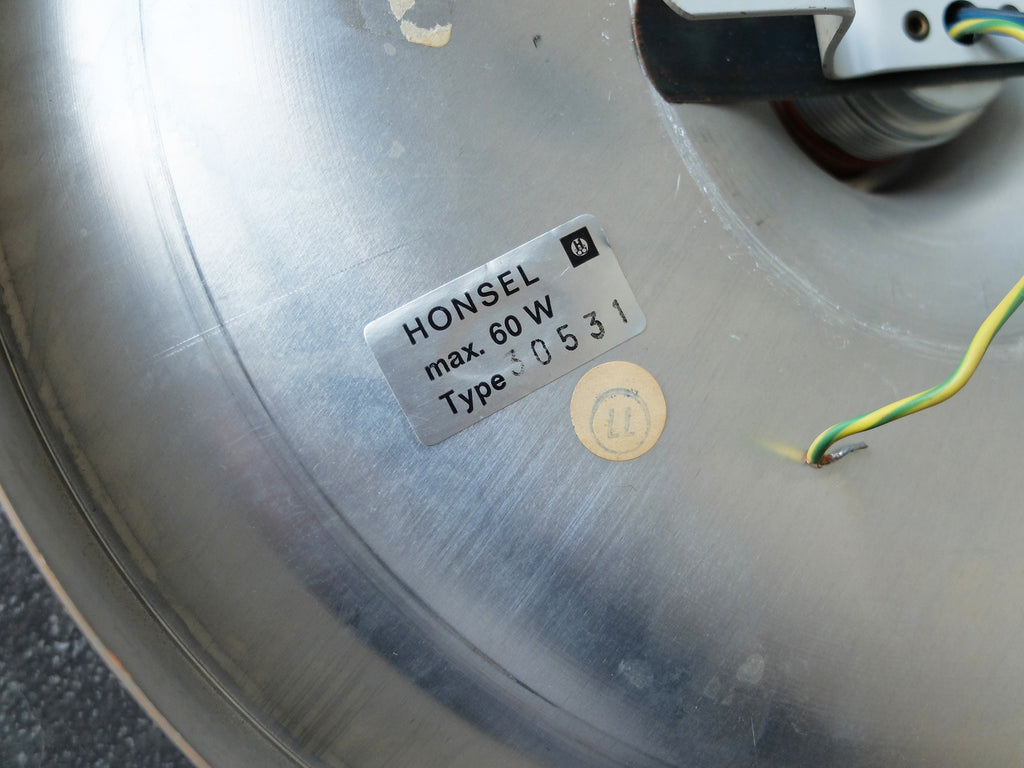 HONSEL
max. 60 W
Type 30531